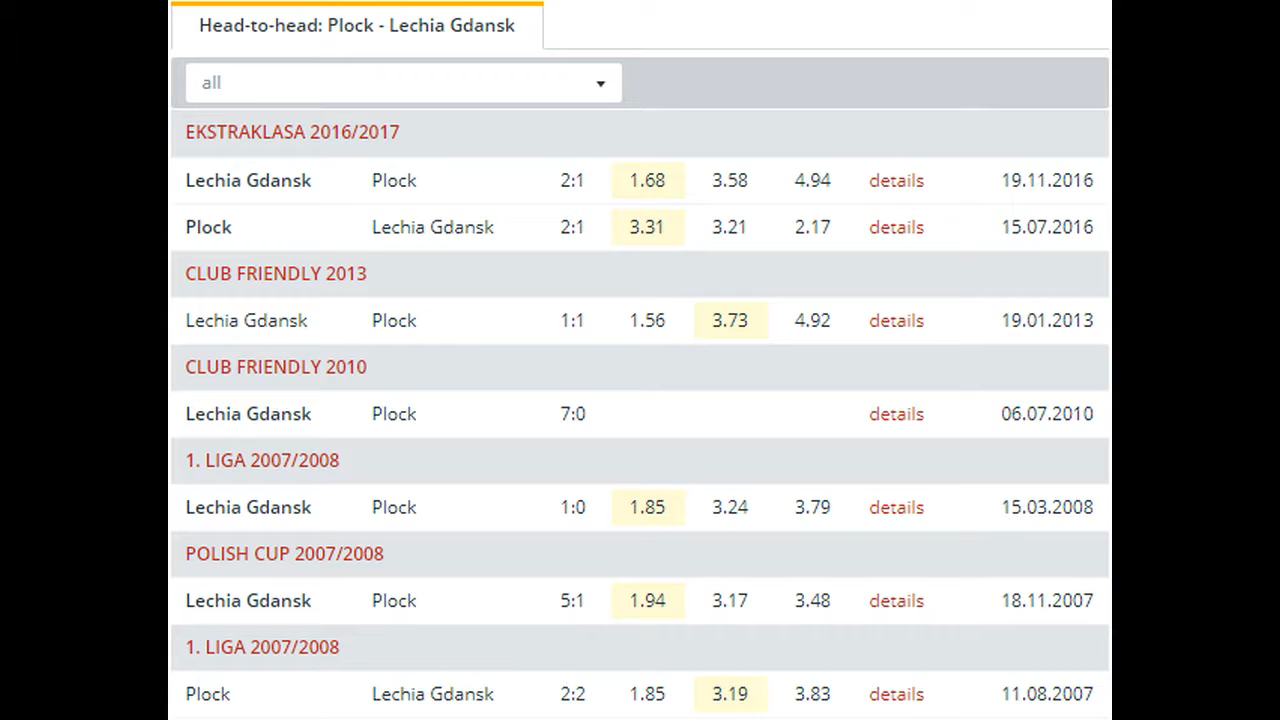 Head-to-head: Plock - Lechia Gdansk
all
EKSTRAKLASA 2016/2017
Lechia Gdansk Plock 2:1 1.68 3.58 4.94 details 19.11.2016
Plock Lechia Gdansk 2:1 3.31 3.21 2.17 details 15.07.2016
CLUB FRIENDLY 2013
Lechia Gdansk Plock 1:1 1.56 3.73 4.92 details 19.01.2013
CLUB FRIENDLY 2010
Lechia Gdansk Plock 7:0 details 06.07.2010
1. LIGA 2007/2008
Lechia Gdansk Plock 1:0 1.85 3.24 3.79 details 15.03.2008
POLISH CUP 2007/2008
Lechia Gdansk Plock 5:1 1.94 3.17 3.48 details 18.11.2007
1. LIGA 2007/2008
Plock Lechia Gdansk 2:2 1.85 3.19 3.83 details 11.08.2007